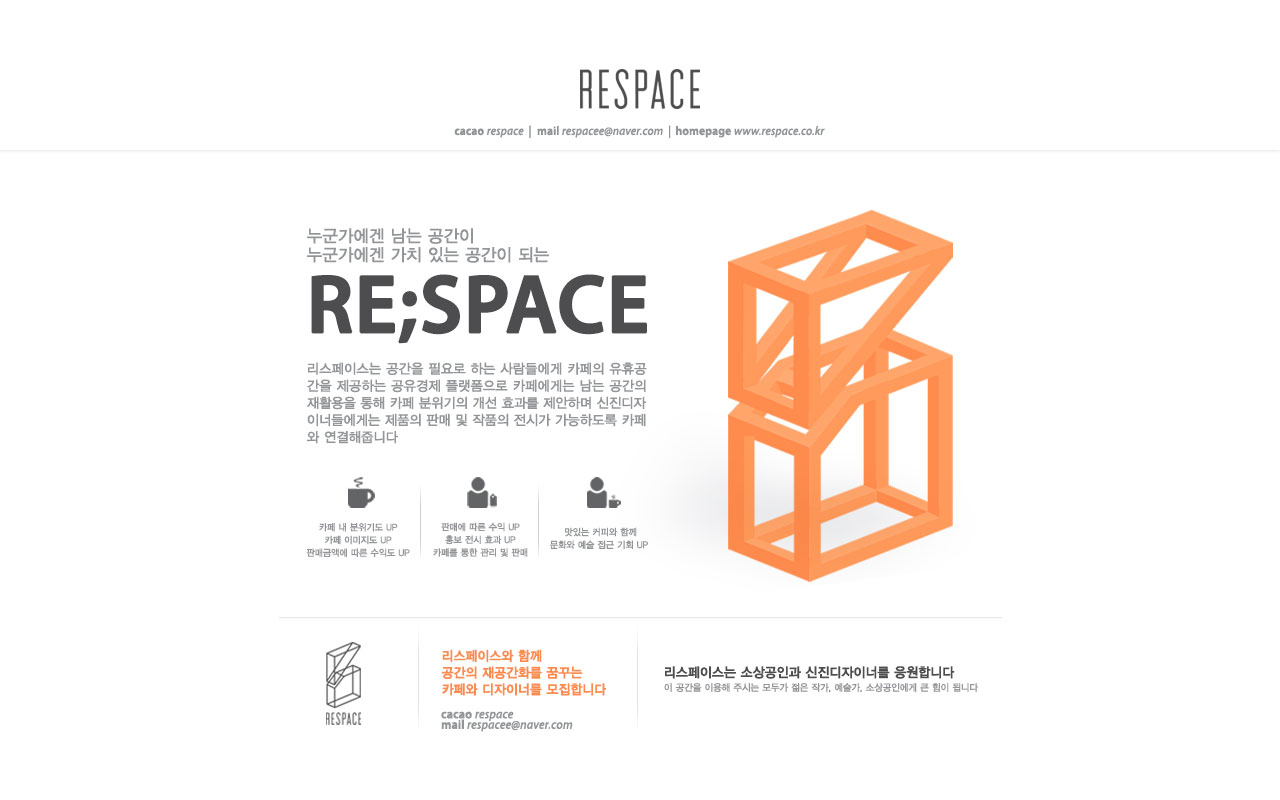 RESPACE
cacao respace | mail respacee@naver.com | homepage www.respace.co.kr
누군가에겐 남는 공간이
누군가에겐 가치 있는 공간이 되는
RE;SPACE
리스페이스는 공간을 필요로 하는 사람들에게 카페의 유휴공
간을 제공하는 공유경제 플랫폼으로 카페에게는 남는 공간의
재활용을 통해 카페 분위기의 개선 효과를 제안하며 신진디자
이너들에게는 제품의 판매 및 작품의 전시가 가능하도록 카페
와 연결해줍니다
카페 내 분위기도 UP
카페 이미지도 UP
판매금액에 따른 수익도 UP
판매에 따른 수익 UP
홍보 전시 효과 UP
카페를 통한 관리 및 판매
맛있는 커피와 함께
문화와 예술 접근 기회 UP
RESPACE
리스페이스와 함께
공간의 재공간화를 꿈꾸는
카페와 디자이너를 모집합니다
cacao respace
mail respacee@naver.com
리스페이스는 소상공인과 신진디자이너를 응원합니다
이 공간을 이용해 주시는 모두가 젊은 작가, 예술가, 소상공인에게 큰 힘이 됩니다